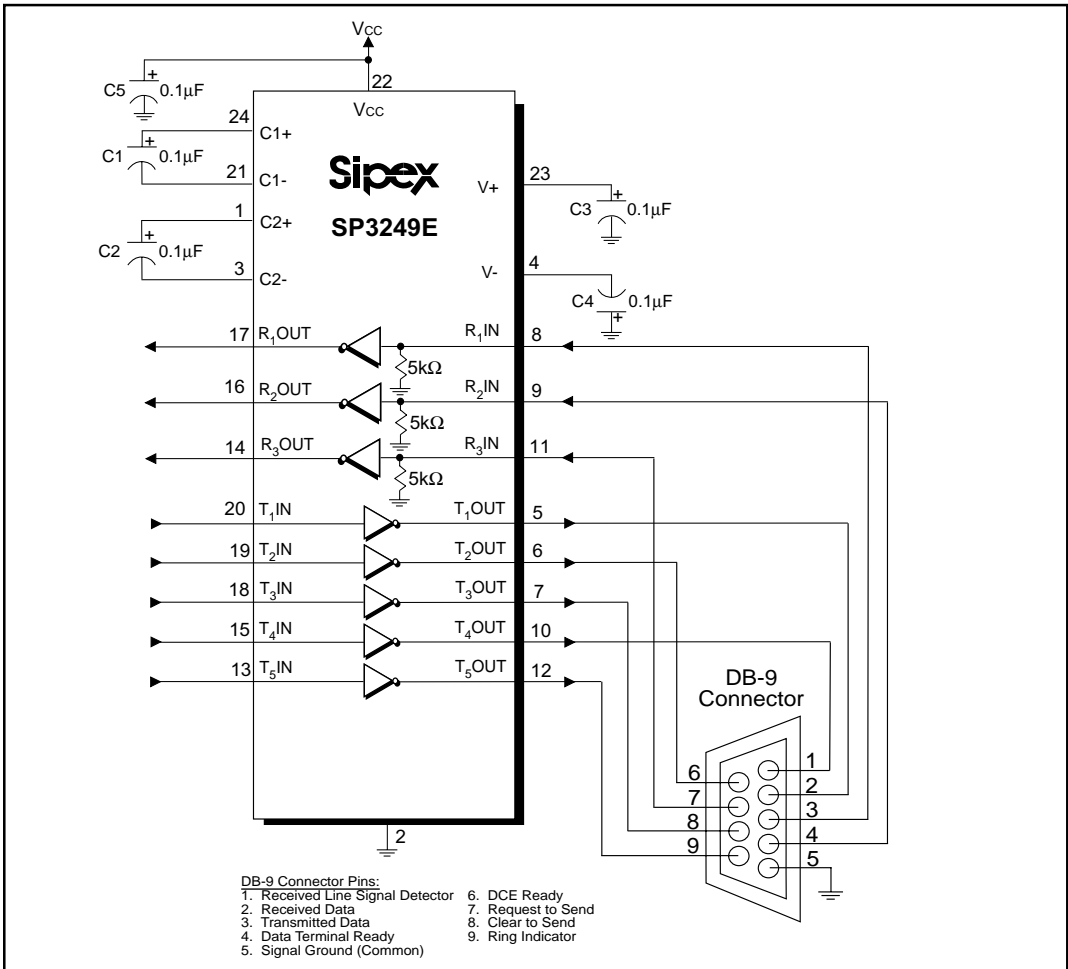 VCC
22
VCC
C5
+
0.1µF
24
C1+
C1
+
0.1µF
21
C1-
1
C2+
C2
+
0.1µF
3
C2-
Sipex
SP3249E
V+
23
C3
+
0.1µF
V-
4
C4
0.1µF
+
17 R1OUT
R1IN 8
5kΩ
16 R2OUT
R2IN 9
5kΩ
14 R3OUT
R3IN 11
5kΩ
20 T1IN
T1OUT 5
19 T2IN
T2OUT 6
18 T3IN
T3OUT 7
15 T4IN
T4OUT 10
13 T5IN
T5OUT 12
2
DB-9
Connector
6
7
8
9
1
2
3
4
5
DB-9 Connector Pins:
1. Received Line Signal Detector
2. Received Data
3. Transmitted Data
4. Data Terminal Ready
5. Signal Ground (Common)
6. DCE Ready
7. Request to Send
8. Clear to Send
9. Ring Indicator